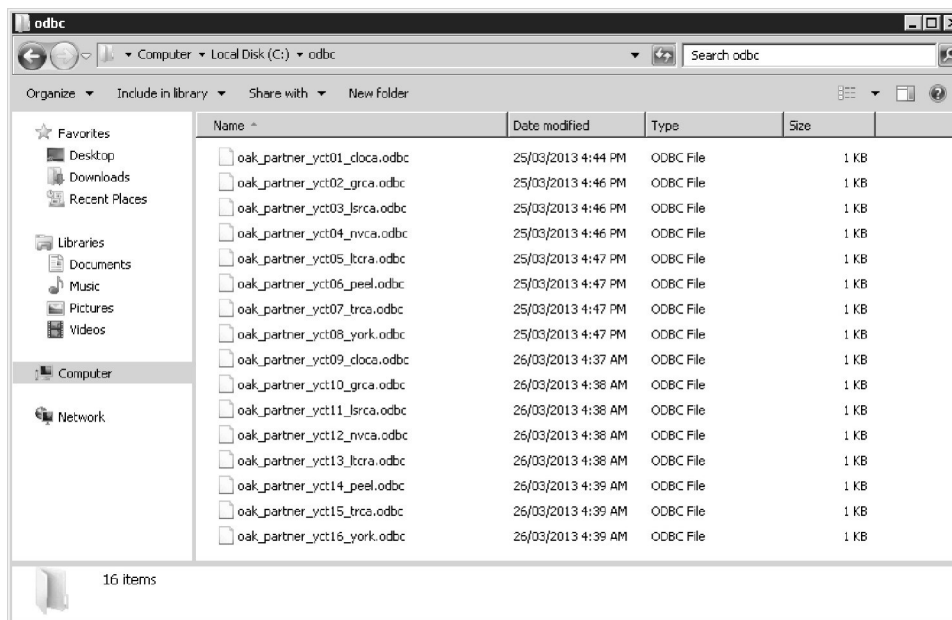 odbc
Computer Local Disk (C:) odbc Search odbc
Organize Include in library Share with New folder
Name Date modified Type Size
Favorites
Desktop
Downloads
Recent Places
Libraries
Documents
Music
Pictures
Videos
Computer
Network
oak_partner_yct01_cloca.odbc 25/03/2013 4:44 PM ODBC File 1 KB
oak_partner_yct02_grca.odbc 25/03/2013 4:46 PM ODBC File 1 KB
oak_partner_yct03_lsrca.odbc 25/03/2013 4:46 PM ODBC File 1 KB
oak_partner_yct04_nvca.odbc 25/03/2013 4:46 PM ODBC File 1 KB
oak_partner_yct05_ltcra.odbc 25/03/2013 4:47 PM ODBC File 1 KB
oak_partner_yct06_peel.odbc 25/03/2013 4:47 PM ODBC File 1 KB
oak_partner_yct07_trca.odbc 25/03/2013 4:47 PM ODBC File 1 KB
oak_partner_yct08_york.odbc 25/03/2013 4:47 PM ODBC File 1 KB
oak_partner_yct09_cloca.odbc 26/03/2013 4:37 AM ODBC File 1 KB
oak_partner_yct10_grca.odbc 26/03/2013 4:38 AM ODBC File 1 KB
oak_partner_yct11_lsrca.odbc 26/03/2013 4:38 AM ODBC File 1 KB
oak_partner_yct12_nvca.odbc 26/03/2013 4:38 AM ODBC File 1 KB
oak_partner_yct13_ltcra.odbc 26/03/2013 4:38 AM ODBC File 1 KB
oak_partner_yct14_peel.odbc 26/03/2013 4:39 AM ODBC File 1 KB
oak_partner_yct15_trca.odbc 26/03/2013 4:39 AM ODBC File 1 KB
oak_partner_yct16_york.odbc 26/03/2013 4:39 AM ODBC File 1 KB
16 items